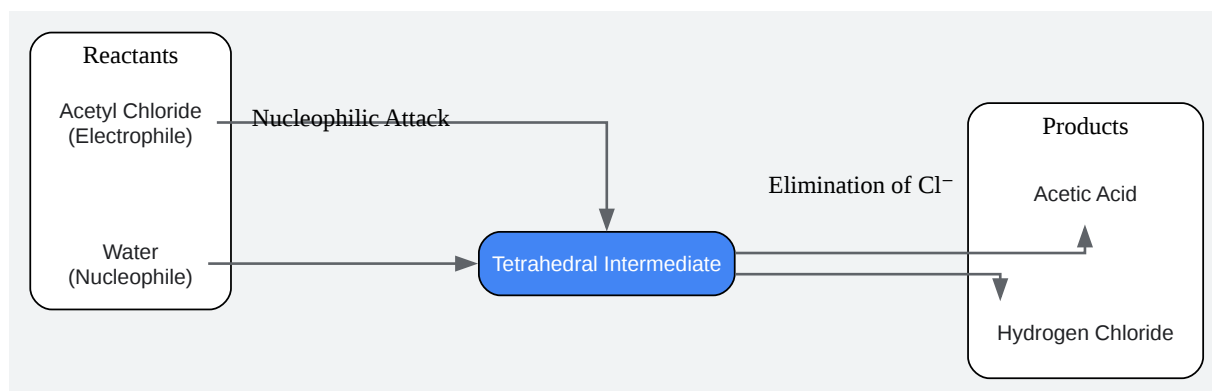 Reactants
Acetyl Chloride
(Electrophile)
Nucleophilic Attack
Water
(Nucleophile)
Tetrahedral Intermediate
Elimination of Cl⁻
Products
Acetic Acid
Hydrogen Chloride